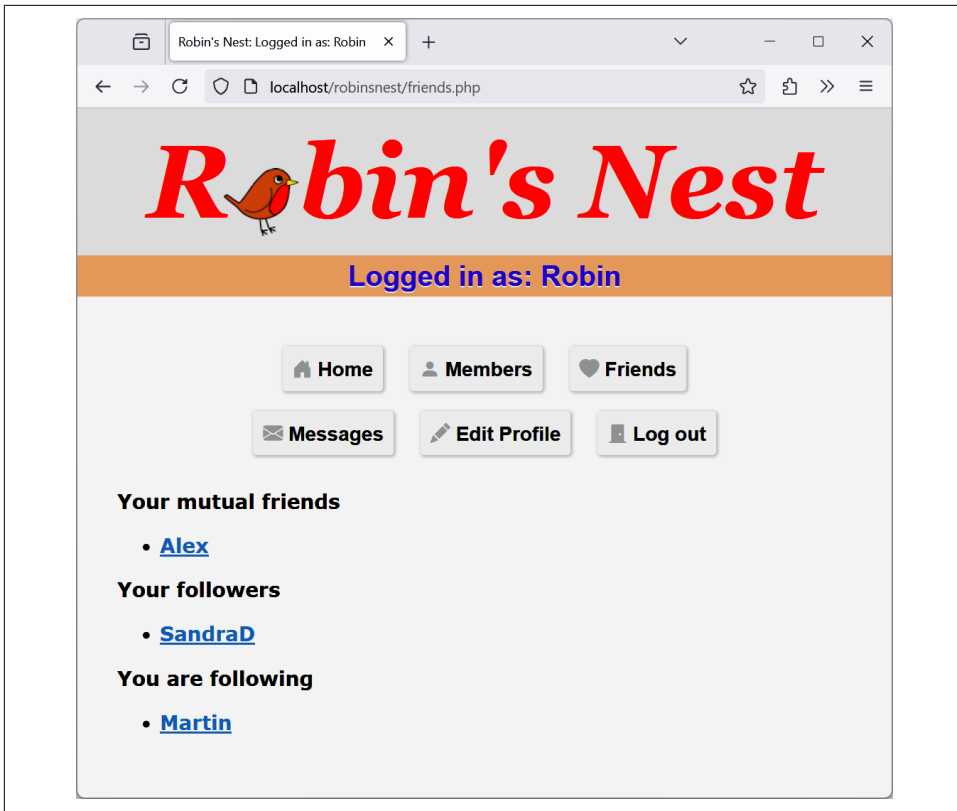 Robin's Nest: Logged in as: Robin
localhost/robinsnest/friends.php
R bin's Nest
Logged in as: Robin
Home Members Friends
Messages Edit Profile Log out
Your mutual friends
• Alex
Your followers
• SandraD
You are following
• Martin